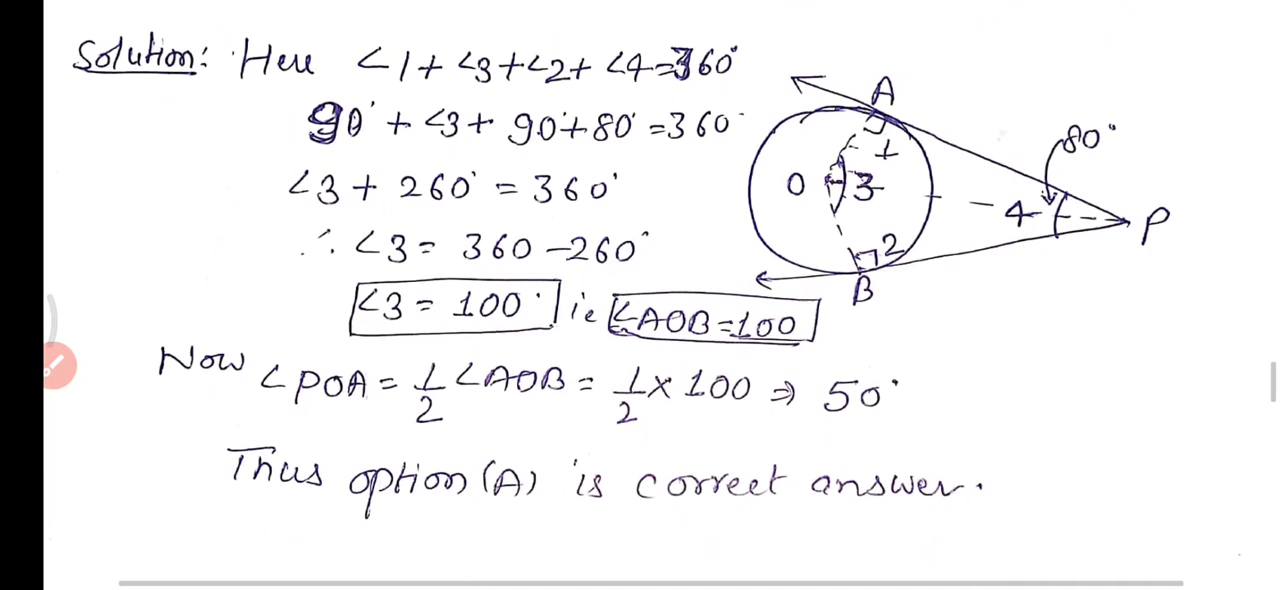 Solution: Here ∠1 + ∠3 + ∠2 + ∠4 = 360°
90° + ∠3 + 90° + 80° = 360°
∠3 + 260° = 360°
∴ ∠3 = 360 - 260°
∠3 = 100° ie ∠AOB = 100
Now ∠POA = 1/2 ∠AOB = 1/2 × 100 ⇒ 50°
Thus option (A) is correct answer.
A
1
80°
O
3
4
P
2
B